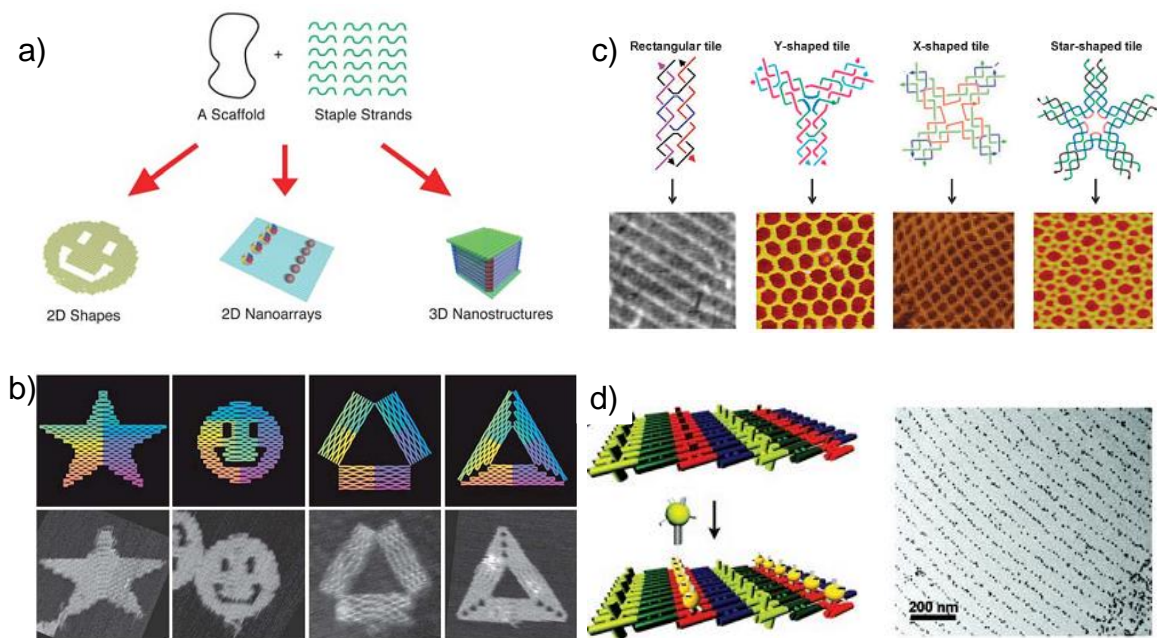 a)
+
A Scaffold
Staple Strands
2D Shapes
2D Nanoarrays
3D Nanostructures
b)
c)
Rectangular tile
Y-shaped tile
X-shaped tile
Star-shaped tile
d)
200 nm